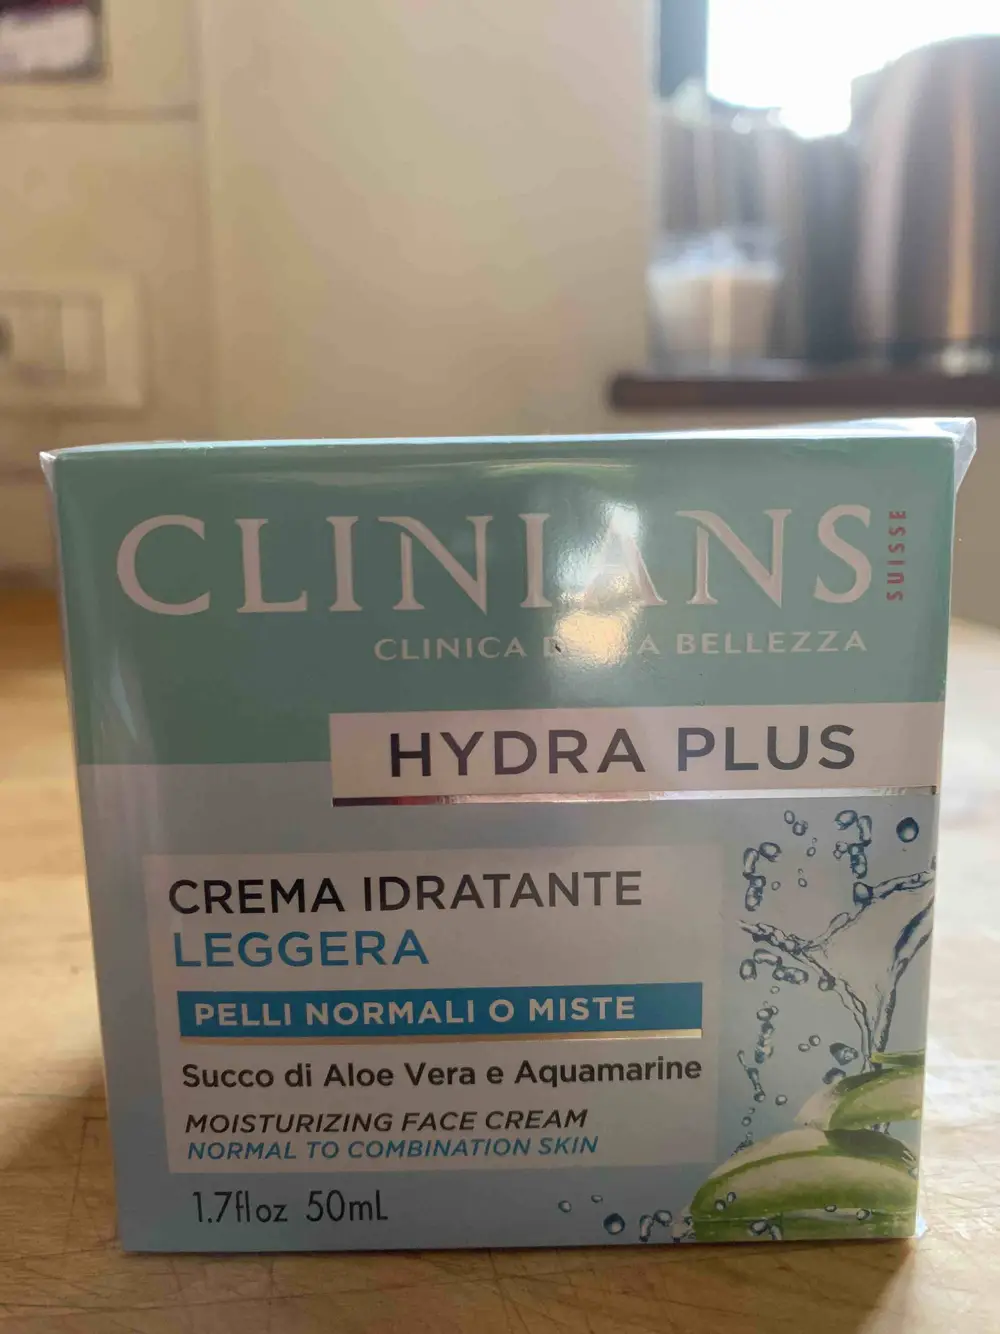 CLINIANS
SUISSE
CLINICA BELLEZZA
HYDRA PLUS
CREMA IDRATANTE
LEGGERA
PELLI NORMALI O MISTE
Succo di Aloe Vera e Aquamarine
MOISTURIZING FACE CREAM
NORMAL TO COMBINATION SKIN
1.7fl oz 50mL